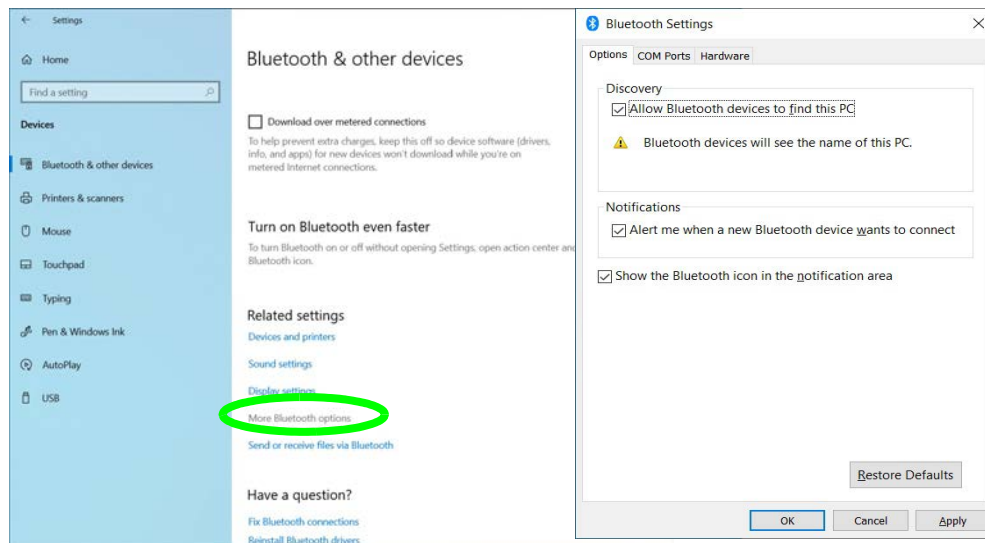 Settings
Home
Find a setting
Devices
Bluetooth & other devices
Printers & scanners
Mouse
Touchpad
Typing
Pen & Windows Ink
AutoPlay
USB
Bluetooth & other devices
Download over metered connections
To help prevent extra charges, keep this off so device software (drivers,
info, and apps) for new devices won't download while you're on
metered Internet connections.
Turn on Bluetooth even faster
To turn Bluetooth on or off without opening Settings, open action center and
Bluetooth icon.
Related settings
Devices and printers
Sound settings
Display settings
More Bluetooth options
Send or receive files via Bluetooth
Have a question?
Fix Bluetooth connections
Reinstall Bluetooth drivers
Bluetooth Settings
Options COM Ports Hardware
Discovery
Allow Bluetooth devices to find this PC
Bluetooth devices will see the name of this PC.
Notifications
Alert me when a new Bluetooth device wants to connect
Show the Bluetooth icon in the notification area
Restore Defaults
OK Cancel Apply